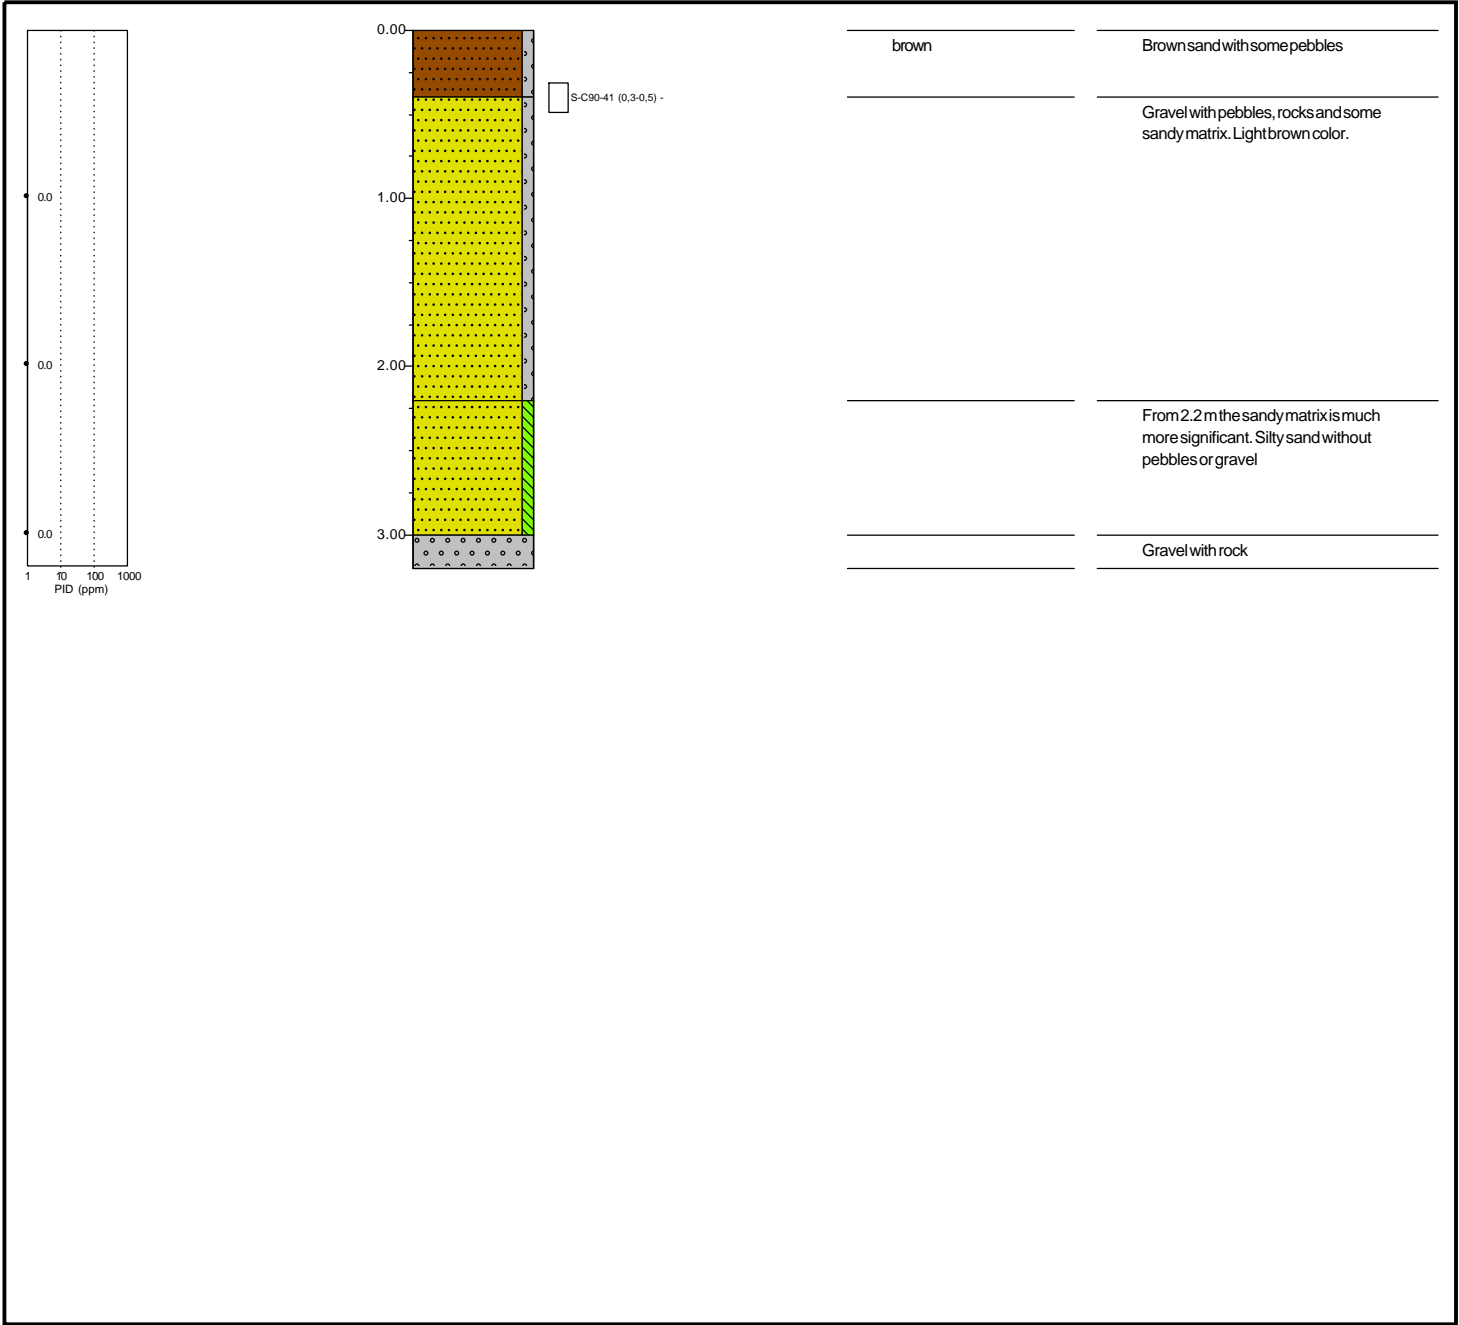 0.00
brown
Brown sand with some pebbles
S-C90-41 (0,3-0,5) -
Gravel with pebbles, rocks and some
sandy matrix. Light brown color.
0.0
1.00
0.0
2.00
From 2.2 m the sandy matrix is much
more significant. Silty sand without
pebbles or gravel
0.0
3.00
Gravel with rock
1 10 100 1000
PID (ppm)